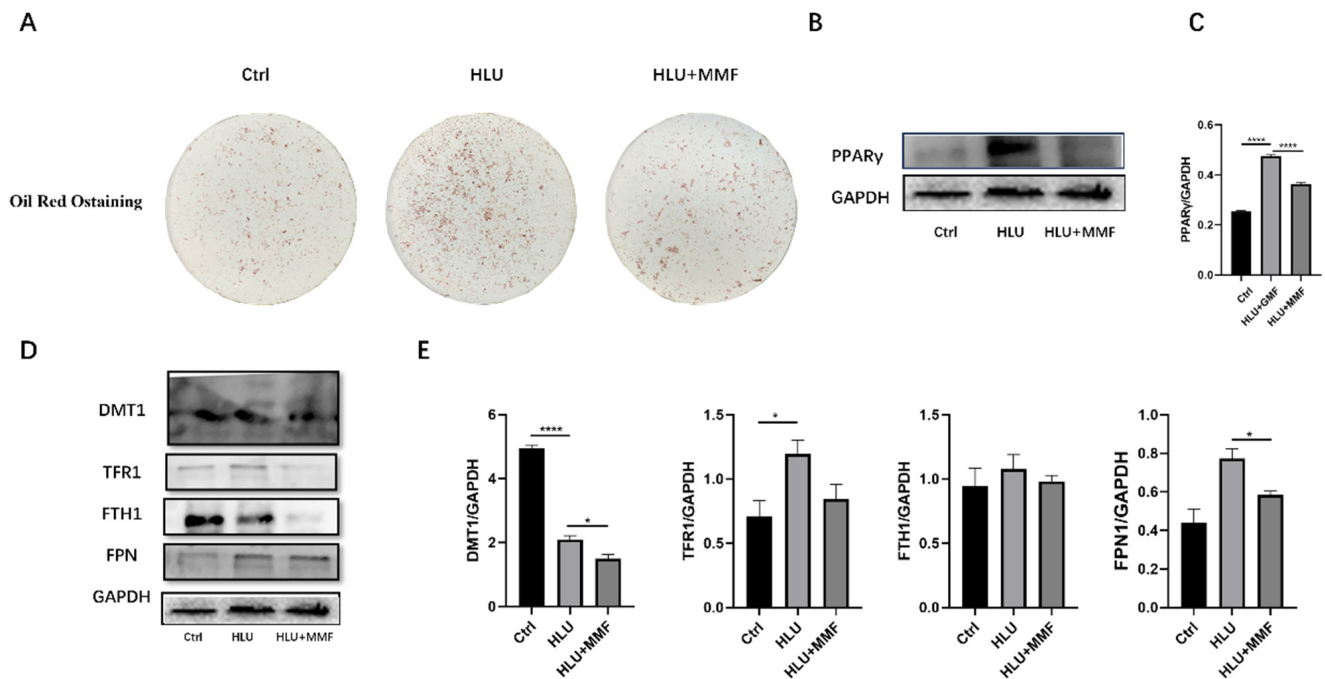 A
B
C
Ctrl
HLU
HLU+MMF
Oil Red Ostaining
PPARγ
GAPDH
Ctrl
HLU
HLU+MMF
PPARγ/GAPDH
0.6
0.4
0.2
0.0
****
****
Ctrl
HLU+GMF
HLU+MMF
D
E
DMT1
TFR1
FTH1
FPN
GAPDH
Ctrl
HLU
HLU+MMF
DMT1/GAPDH
6
4
2
0
****
*
Ctrl
HLU
HLU+MMF
TFR1/GAPDH
1.5
1.0
0.5
0.0
*
Ctrl
HLU
HLU+MMF
FTH1/GAPDH
1.5
1.0
0.5
0.0
Ctrl
HLU
HLU+MMF
FPN1/GAPDH
1.0
0.8
0.6
0.4
0.2
0.0
*
Ctrl
HLU
HLU+MMF